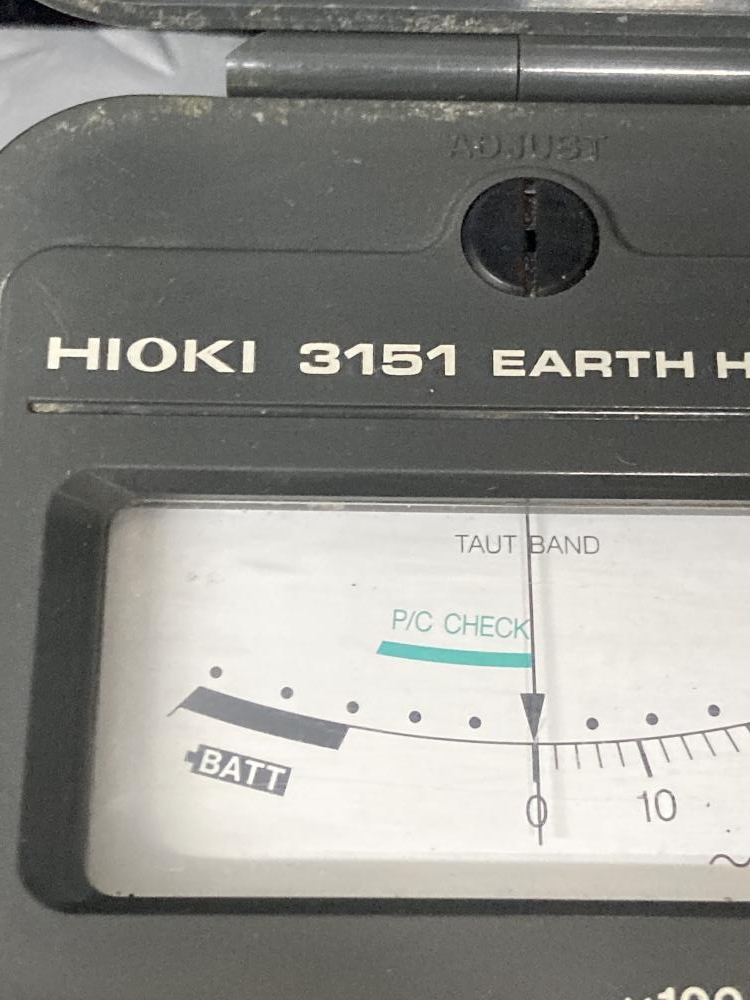 ADJUST
HIOKI 3151 EARTH H
TAUT BAND
P/C CHECK
BATT
0 10